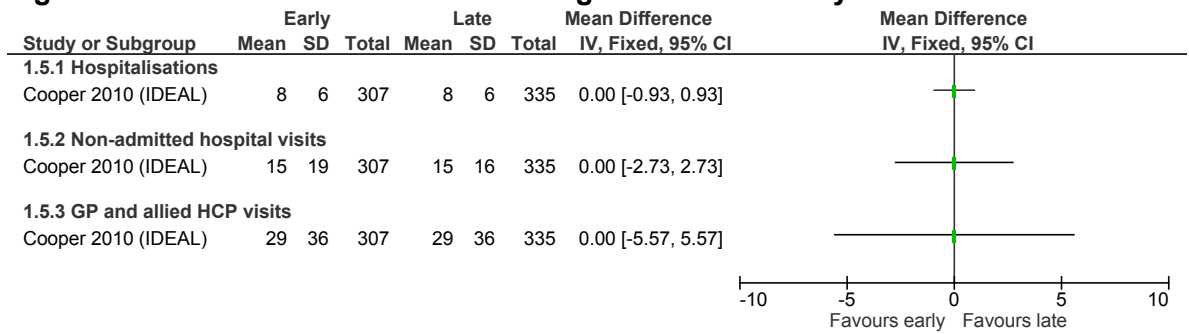 Early Late Mean Difference Mean Difference
Study or Subgroup Mean SD Total Mean SD Total IV, Fixed, 95% CI IV, Fixed, 95% CI
1.5.1 Hospitalisations
Cooper 2010 (IDEAL) 8 6 307 8 6 335 0.00 [-0.93, 0.93]
1.5.2 Non-admitted hospital visits
Cooper 2010 (IDEAL) 15 19 307 15 16 335 0.00 [-2.73, 2.73]
1.5.3 GP and allied HCP visits
Cooper 2010 (IDEAL) 29 36 307 29 36 335 0.00 [-5.57, 5.57]
-10 -5 0 5 10
Favours early Favours late